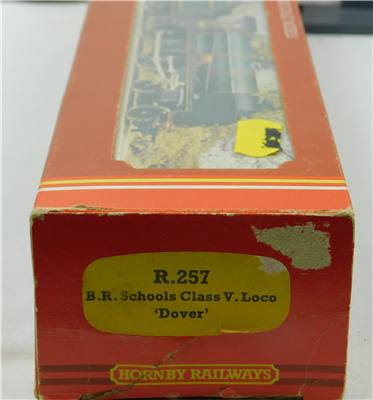 R.257
B.R. Schools Class V. Loco
'Dover'
HORNBY RAILWAYS